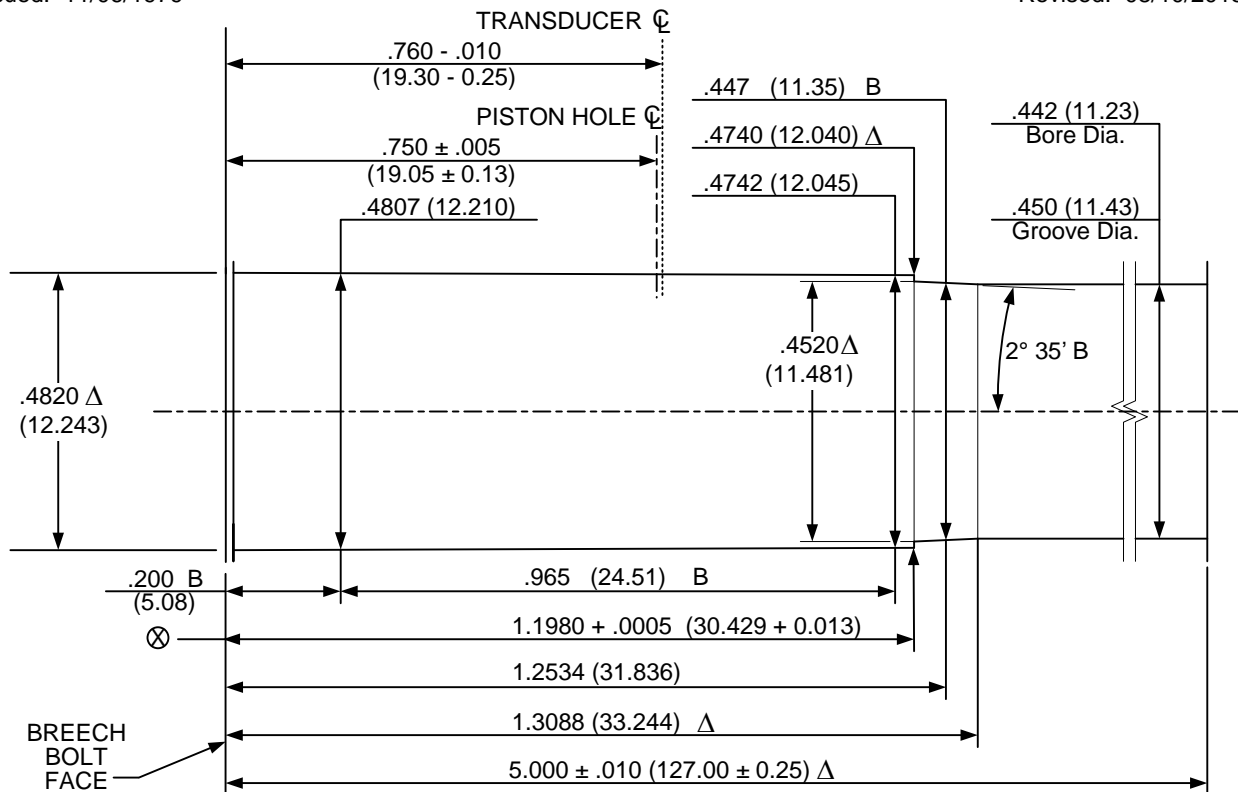 TRANSDUCER ℄
.760 - .010
(19.30 - 0.25)
.447 (11.35) B
PISTON HOLE ℄
.442 (11.23)
Bore Dia.
.4740 (12.040) Δ
.750 ± .005
(19.05 ± 0.13)
.4742 (12.045)
.4807 (12.210)
.450 (11.43)
Groove Dia.
.4520 Δ
(11.481)
2° 35' B
.4820 Δ
(12.243)
.200 B
(5.08)
.965 (24.51) B
Ⓧ
1.1980 + .0005 (30.429 + 0.013)
1.2534 (31.836)
1.3088 (33.244) Δ
BREECH
BOLT
FACE
5.000 ± .010 (127.00 ± 0.25) Δ